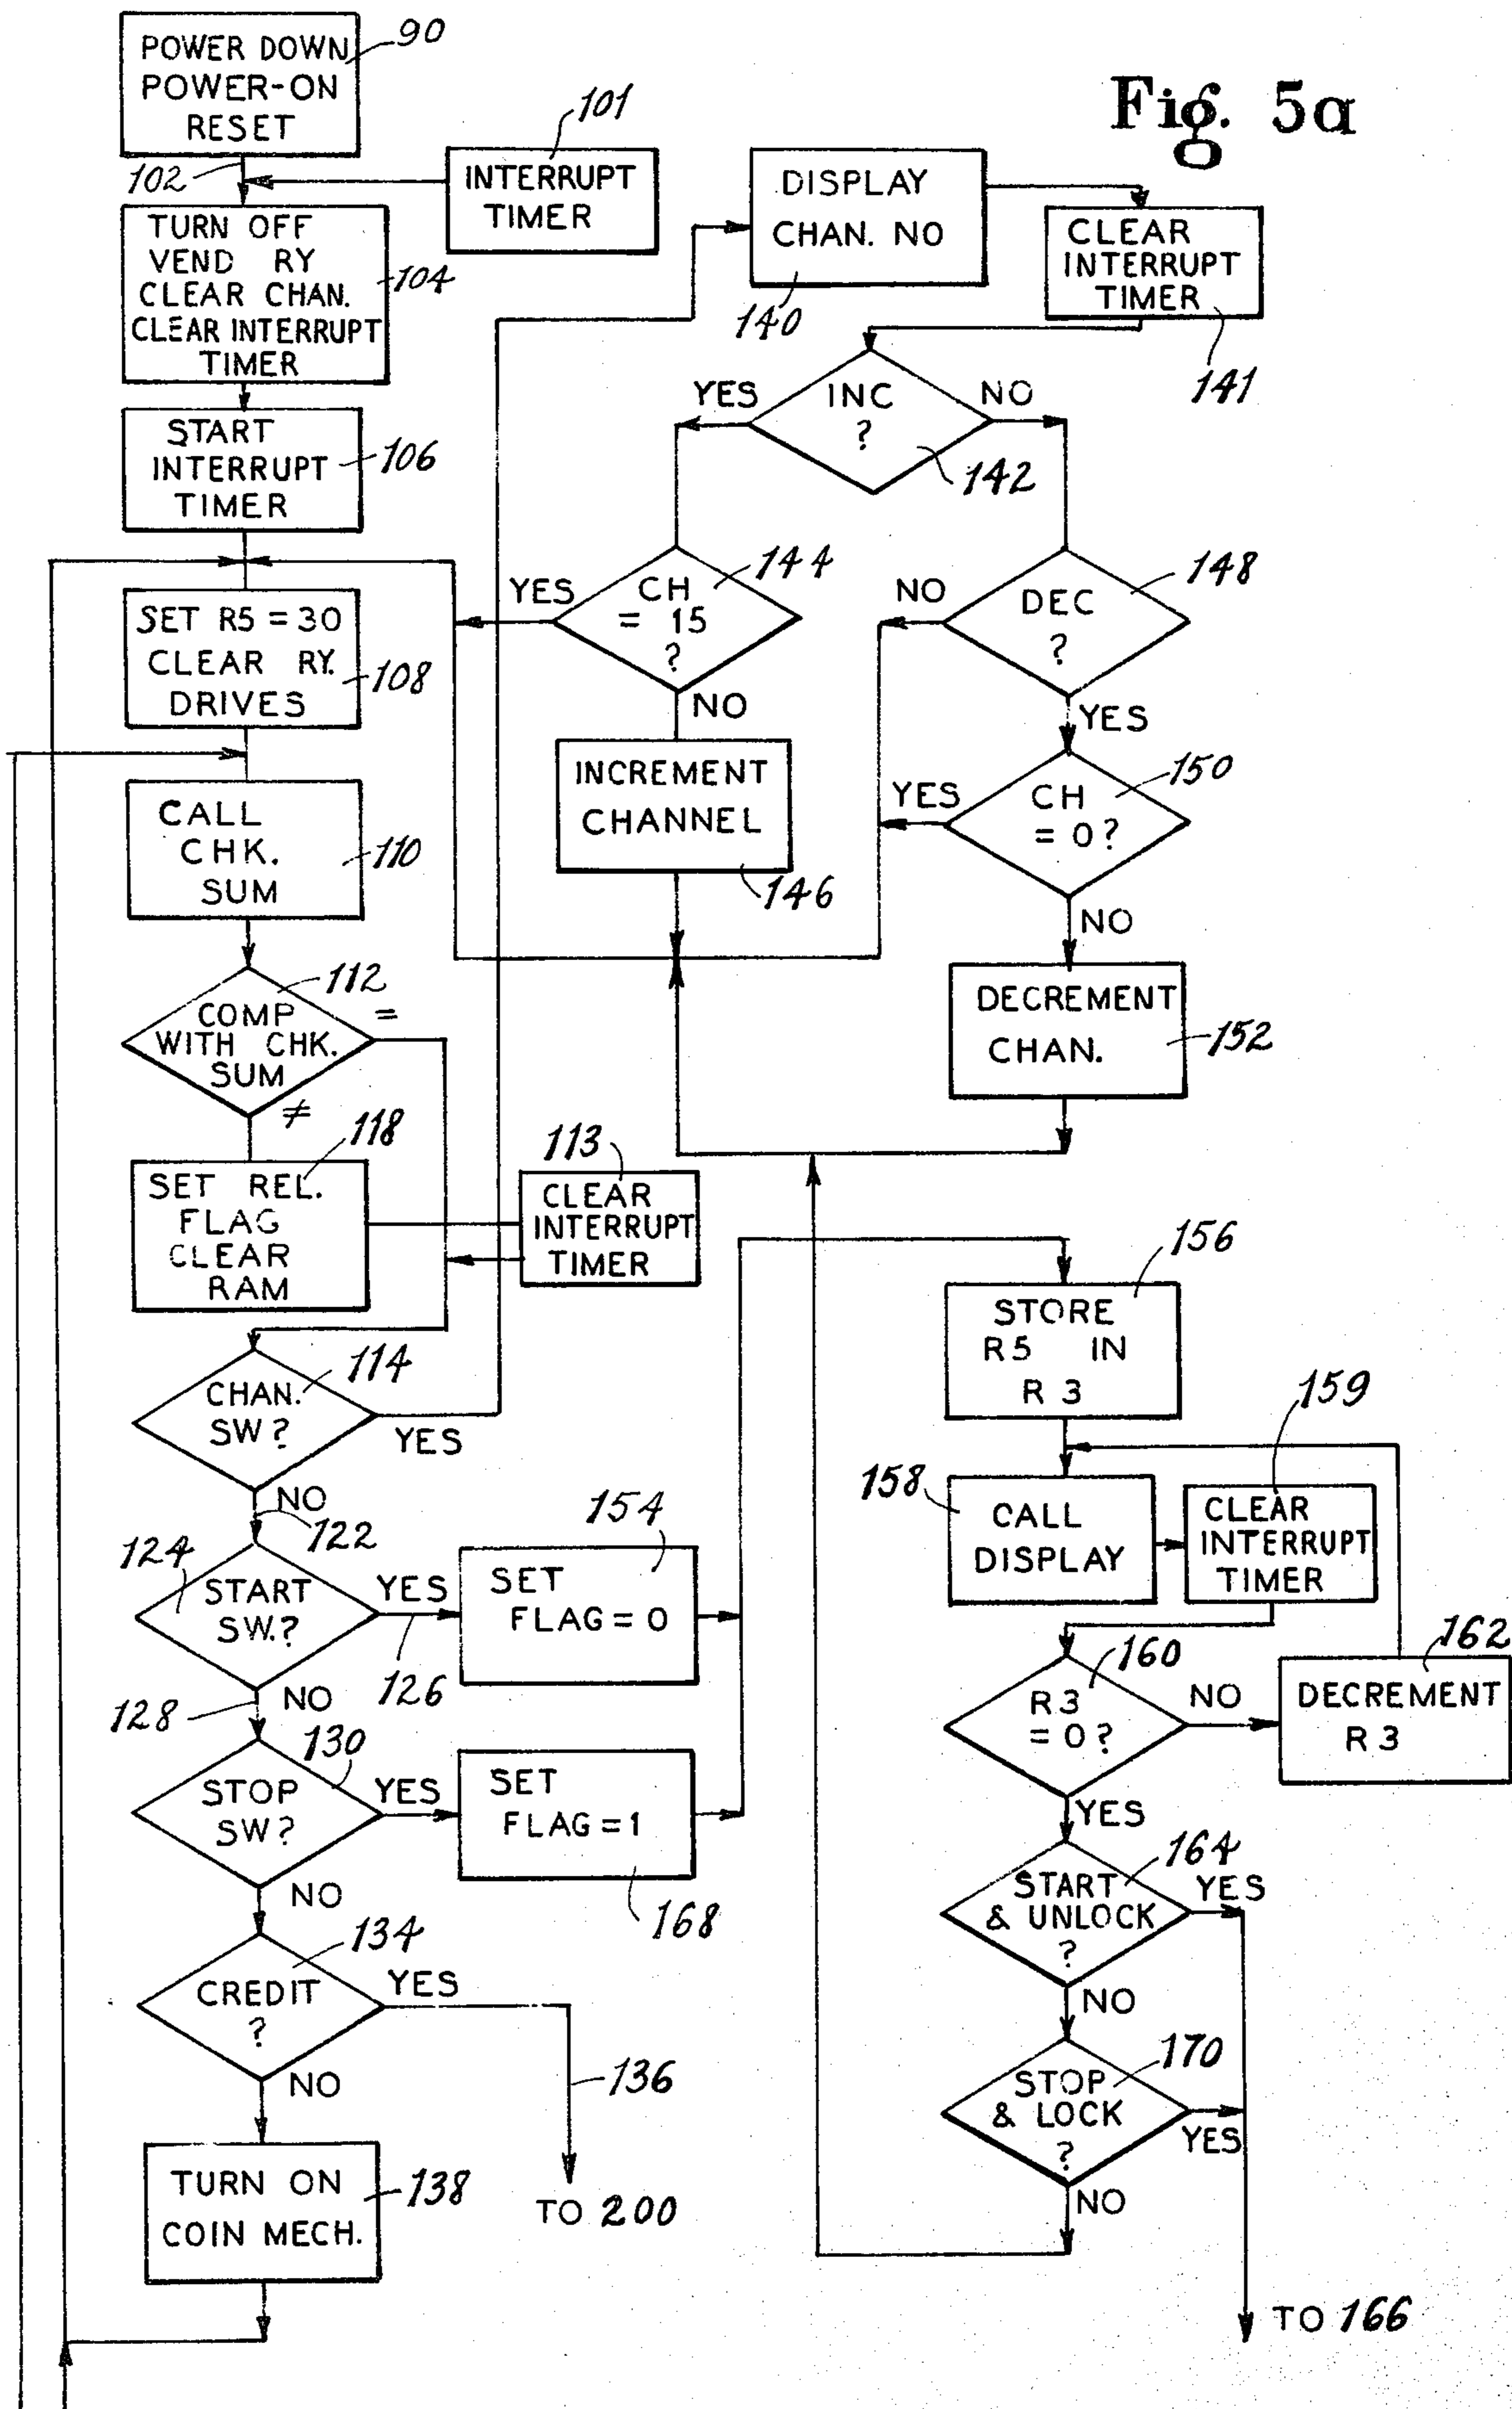 Fig. 5a
POWER DOWN
POWER-ON
RESET
90
102
101
INTERRUPT
TIMER
TURN OFF
VEND RY
CLEAR CHAN.
CLEAR INTERRUPT
TIMER
104
START
INTERRUPT
TIMER
106
SET R5 = 30
CLEAR RY.
DRIVES
108
CALL
CHK.
SUM
110
112
COMP
WITH CHK.
SUM
=
≠
118
SET REL.
FLAG
CLEAR
RAM
113
CLEAR
INTERRUPT
TIMER
114
CHAN.
SW?
YES
NO
122
124
START
SW.?
YES
126
NO
128
154
SET
FLAG = 0
130
STOP
SW?
YES
NO
SET
FLAG = 1
168
134
CREDIT
?
YES
NO
136
TO 200
TURN ON
COIN MECH.
138
DISPLAY
CHAN. NO
140
CLEAR
INTERRUPT
TIMER
141
INC
?
YES
NO
142
CH
= 15
?
144
YES
NO
INCREMENT
CHANNEL
146
DEC
?
148
NO
YES
CH
= 0?
150
YES
NO
DECREMENT
CHAN.
152
156
STORE
R5 IN
R 3
158
CALL
DISPLAY
159
CLEAR
INTERRUPT
TIMER
160
R 3
= 0?
NO
YES
162
DECREMENT
R 3
164
START
& UNLOCK
?
YES
NO
170
STOP
& LOCK
?
YES
NO
TO 166